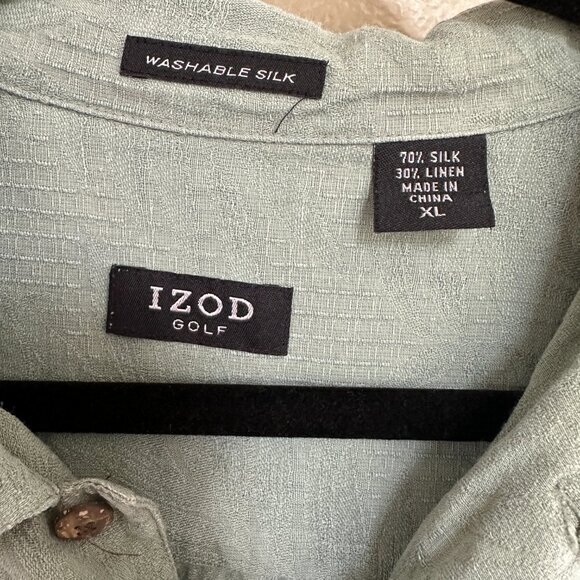 WASHABLE SILK
70% SILK
30% LINEN
MADE IN
CHINA
XL
IZOD
GOLF